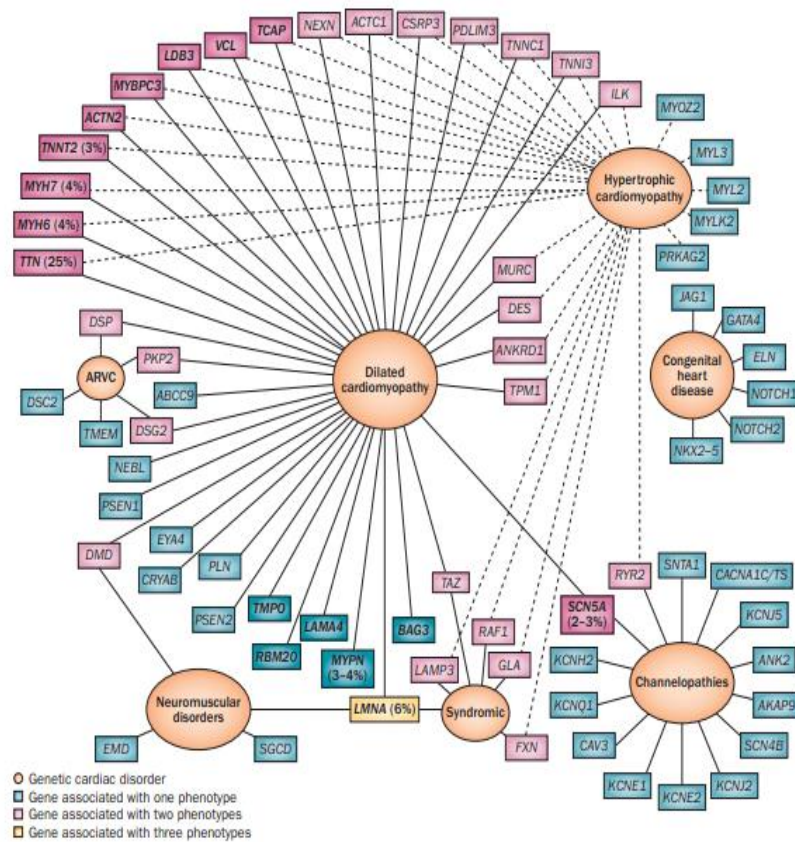 TCAP
NEXN
ACTC1
CSRP3
PDLIM3
TNNC1
TNNI3
ILK
VCL
LDB3
MYBPC3
ACTN2
TNNT2 (3%)
MYH7 (4%)
MYH6 (4%)
TTN (25%)
MYOZ2
MYL3
MYL2
MYLK2
PRKAG2
Hypertrophic
cardiomyopathy
MURC
DES
ANKRD1
TPM1
JAG1
GATA4
ELN
NOTCH1
NOTCH2
NKX2–5
Congenital
heart
disease
Dilated
cardiomyopathy
DSP
PKP2
ARVC
DSC2
TMEM
DSG2
ABCC9
NEBL
PSEN1
DMD
EYA4
CRYAB
PLN
PSEN2
TMPO
RBM20
LAMA4
MYPN
(3–4%)
BAG3
TAZ
RAF1
LAMP3
GLA
FXN
Syndromic
LMNA (6%)
Neuromuscular
disorders
EMD
SGCD
SCN5A
(2–3%)
RYR2
SNTA1
CACNA1C/TS
KCNJ5
ANK2
AKAP9
SCN4B
KCNJ2
KCNE2
KCNE1
CAV3
KCNQ1
KCNH2
Channelopathies
Genetic cardiac disorder
Gene associated with one phenotype
Gene associated with two phenotypes
Gene associated with three phenotypes